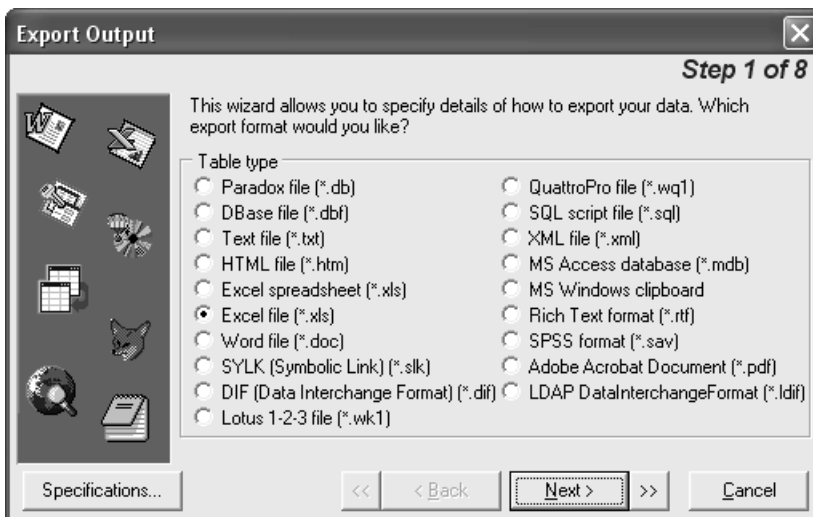 Export Output
Step 1 of 8
This wizard allows you to specify details of how to export your data. Which
export format would you like?
Table type
Paradox file (*.db)
DBase file (*.dbf)
Text file (*.txt)
HTML file (*.htm)
Excel spreadsheet (*.xls)
Excel file (*.xls)
Word file (*.doc)
SYLK (Symbolic Link) (*.slk)
DIF (Data Interchange Format) (*.dif)
Lotus 1-2-3 file (*.wk1)
QuattroPro file (*.wq1)
SQL script file (*.sql)
XML file (*.xml)
MS Access database (*.mdb)
MS Windows clipboard
Rich Text format (*.rtf)
SPSS format (*.sav)
Adobe Acrobat Document (*.pdf)
LDAP DataInterchangeFormat (*.ldif)
Specifications...
<<
< Back
Next >
>>
Cancel